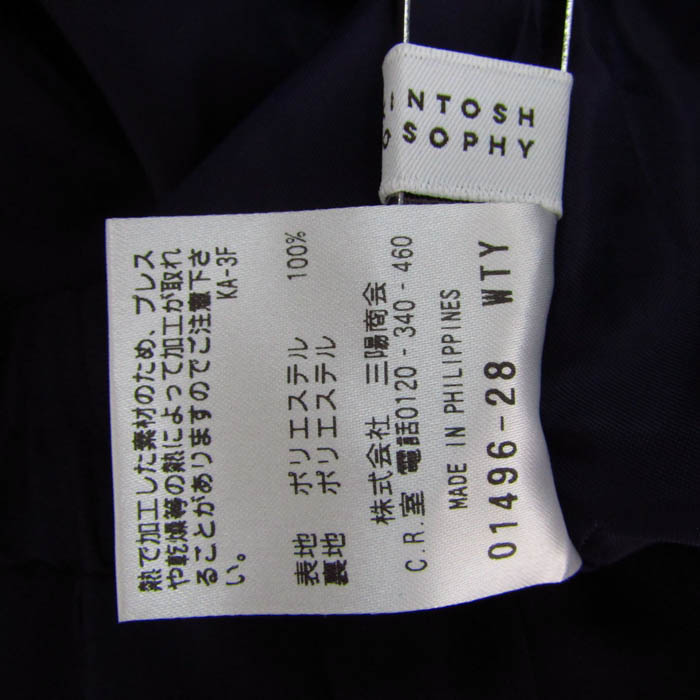 INTOSH
OSOPHY
熱で加工した素材のため、プレス
や乾燥等の熱によって加工が取れ
ることがありますのでご注意下さ
い。 KA-3F
表地 ポリエステル 100%
裏地 ポリエステル
株式会社 三陽商会
C.R.室 電話0120-340-460
MADE IN PHILIPPINES
01496-28 WTY